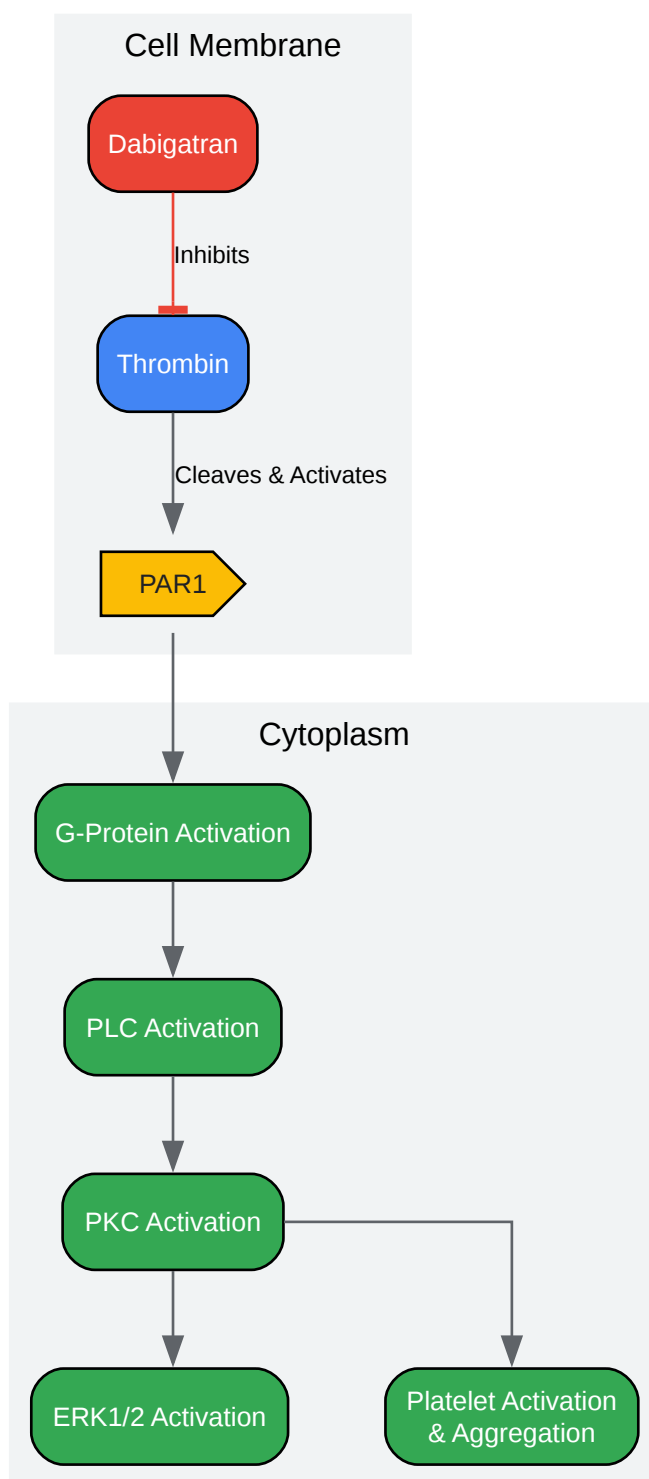 Cell Membrane
Dabigatran
Inhibits
Thrombin
Cleaves & Activates
PAR1
Cytoplasm
G-Protein Activation
PLC Activation
PKC Activation
ERK1/2 Activation
Platelet Activation
& Aggregation